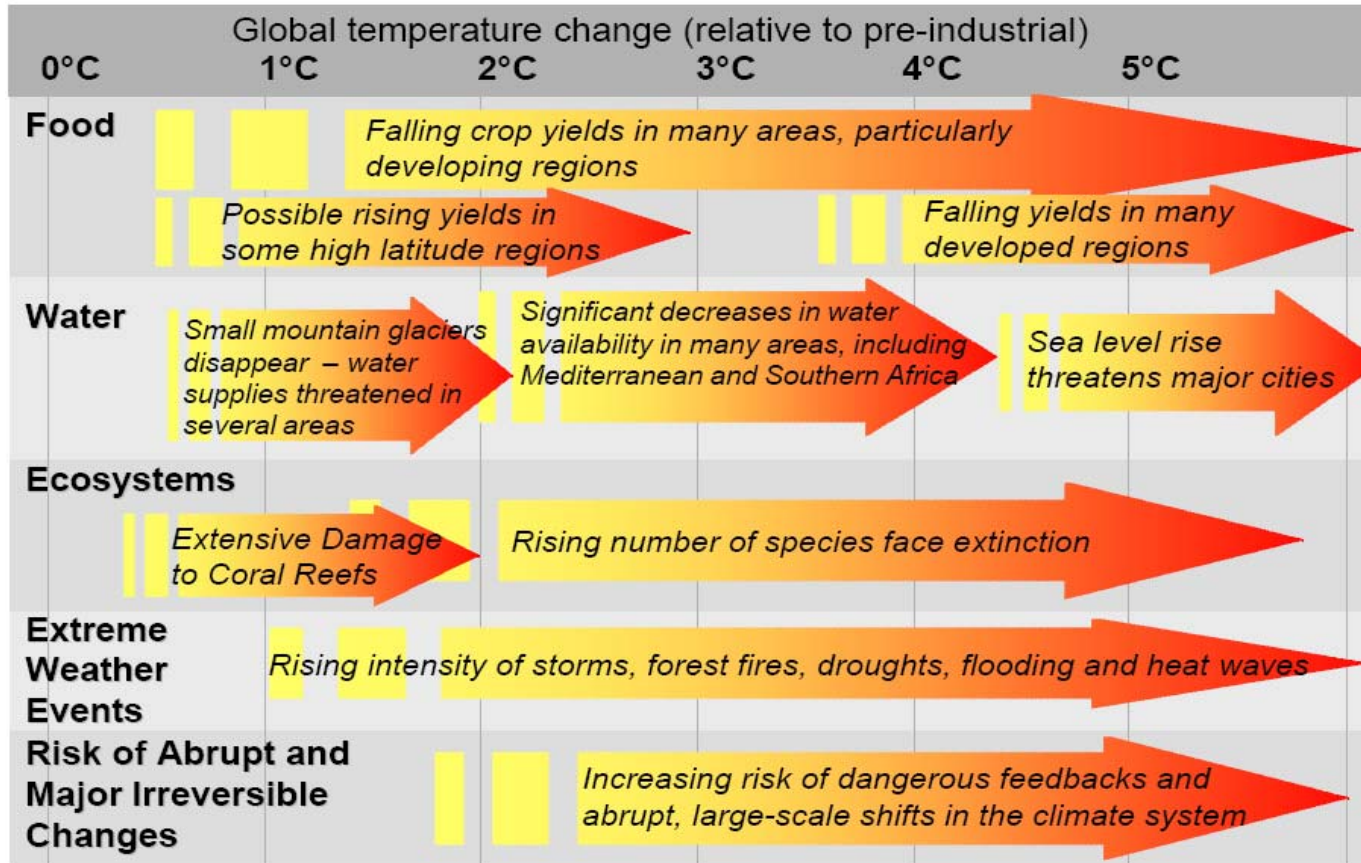 Global temperature change (relative to pre-industrial)
0°C 1°C 2°C 3°C 4°C 5°C
Food
Falling crop yields in many areas, particularly
developing regions
Possible rising yields in
some high latitude regions
Falling yields in many
developed regions
Water
Small mountain glaciers
disappear – water
supplies threatened in
several areas
Significant decreases in water
availability in many areas, including
Mediterranean and Southern Africa
Sea level rise
threatens major cities
Ecosystems
Extensive Damage
to Coral Reefs
Rising number of species face extinction
Extreme
Weather
Events
Rising intensity of storms, forest fires, droughts, flooding and heat waves
Risk of Abrupt and
Major Irreversible
Changes
Increasing risk of dangerous feedbacks and
abrupt, large-scale shifts in the climate system